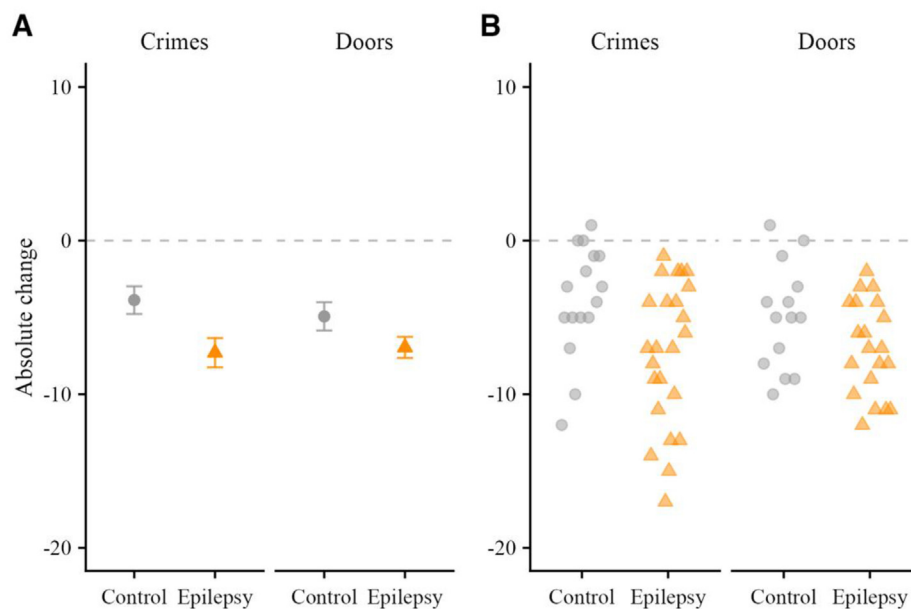 A
Crimes
Doors
10
0
-10
-20
Absolute change
Control
Epilepsy
Control
Epilepsy
B
Crimes
Doors
10
0
-10
-20
Control
Epilepsy
Control
Epilepsy